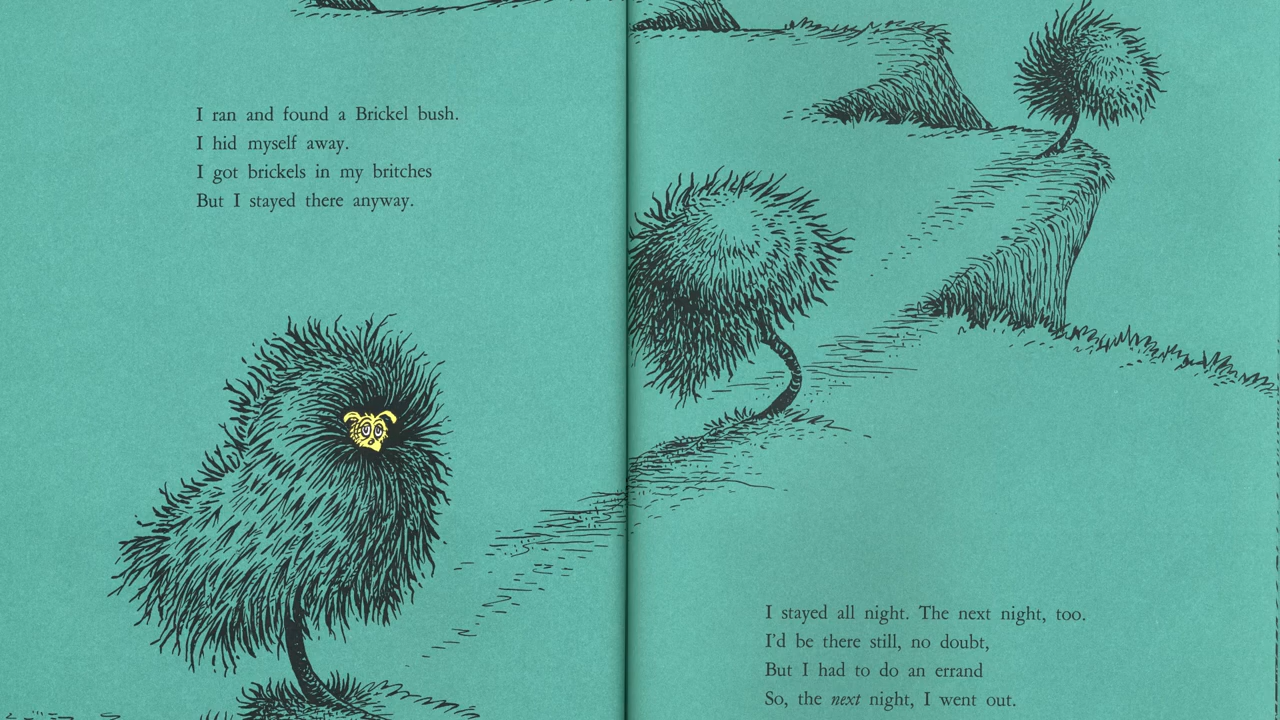 I ran and found a Brickel bush.
I hid myself away.
I got brickels in my britches
But I stayed there anyway.
I stayed all night. The next night, too.
I'd be there still, no doubt,
But I had to do an errand
So, the next night, I went out.